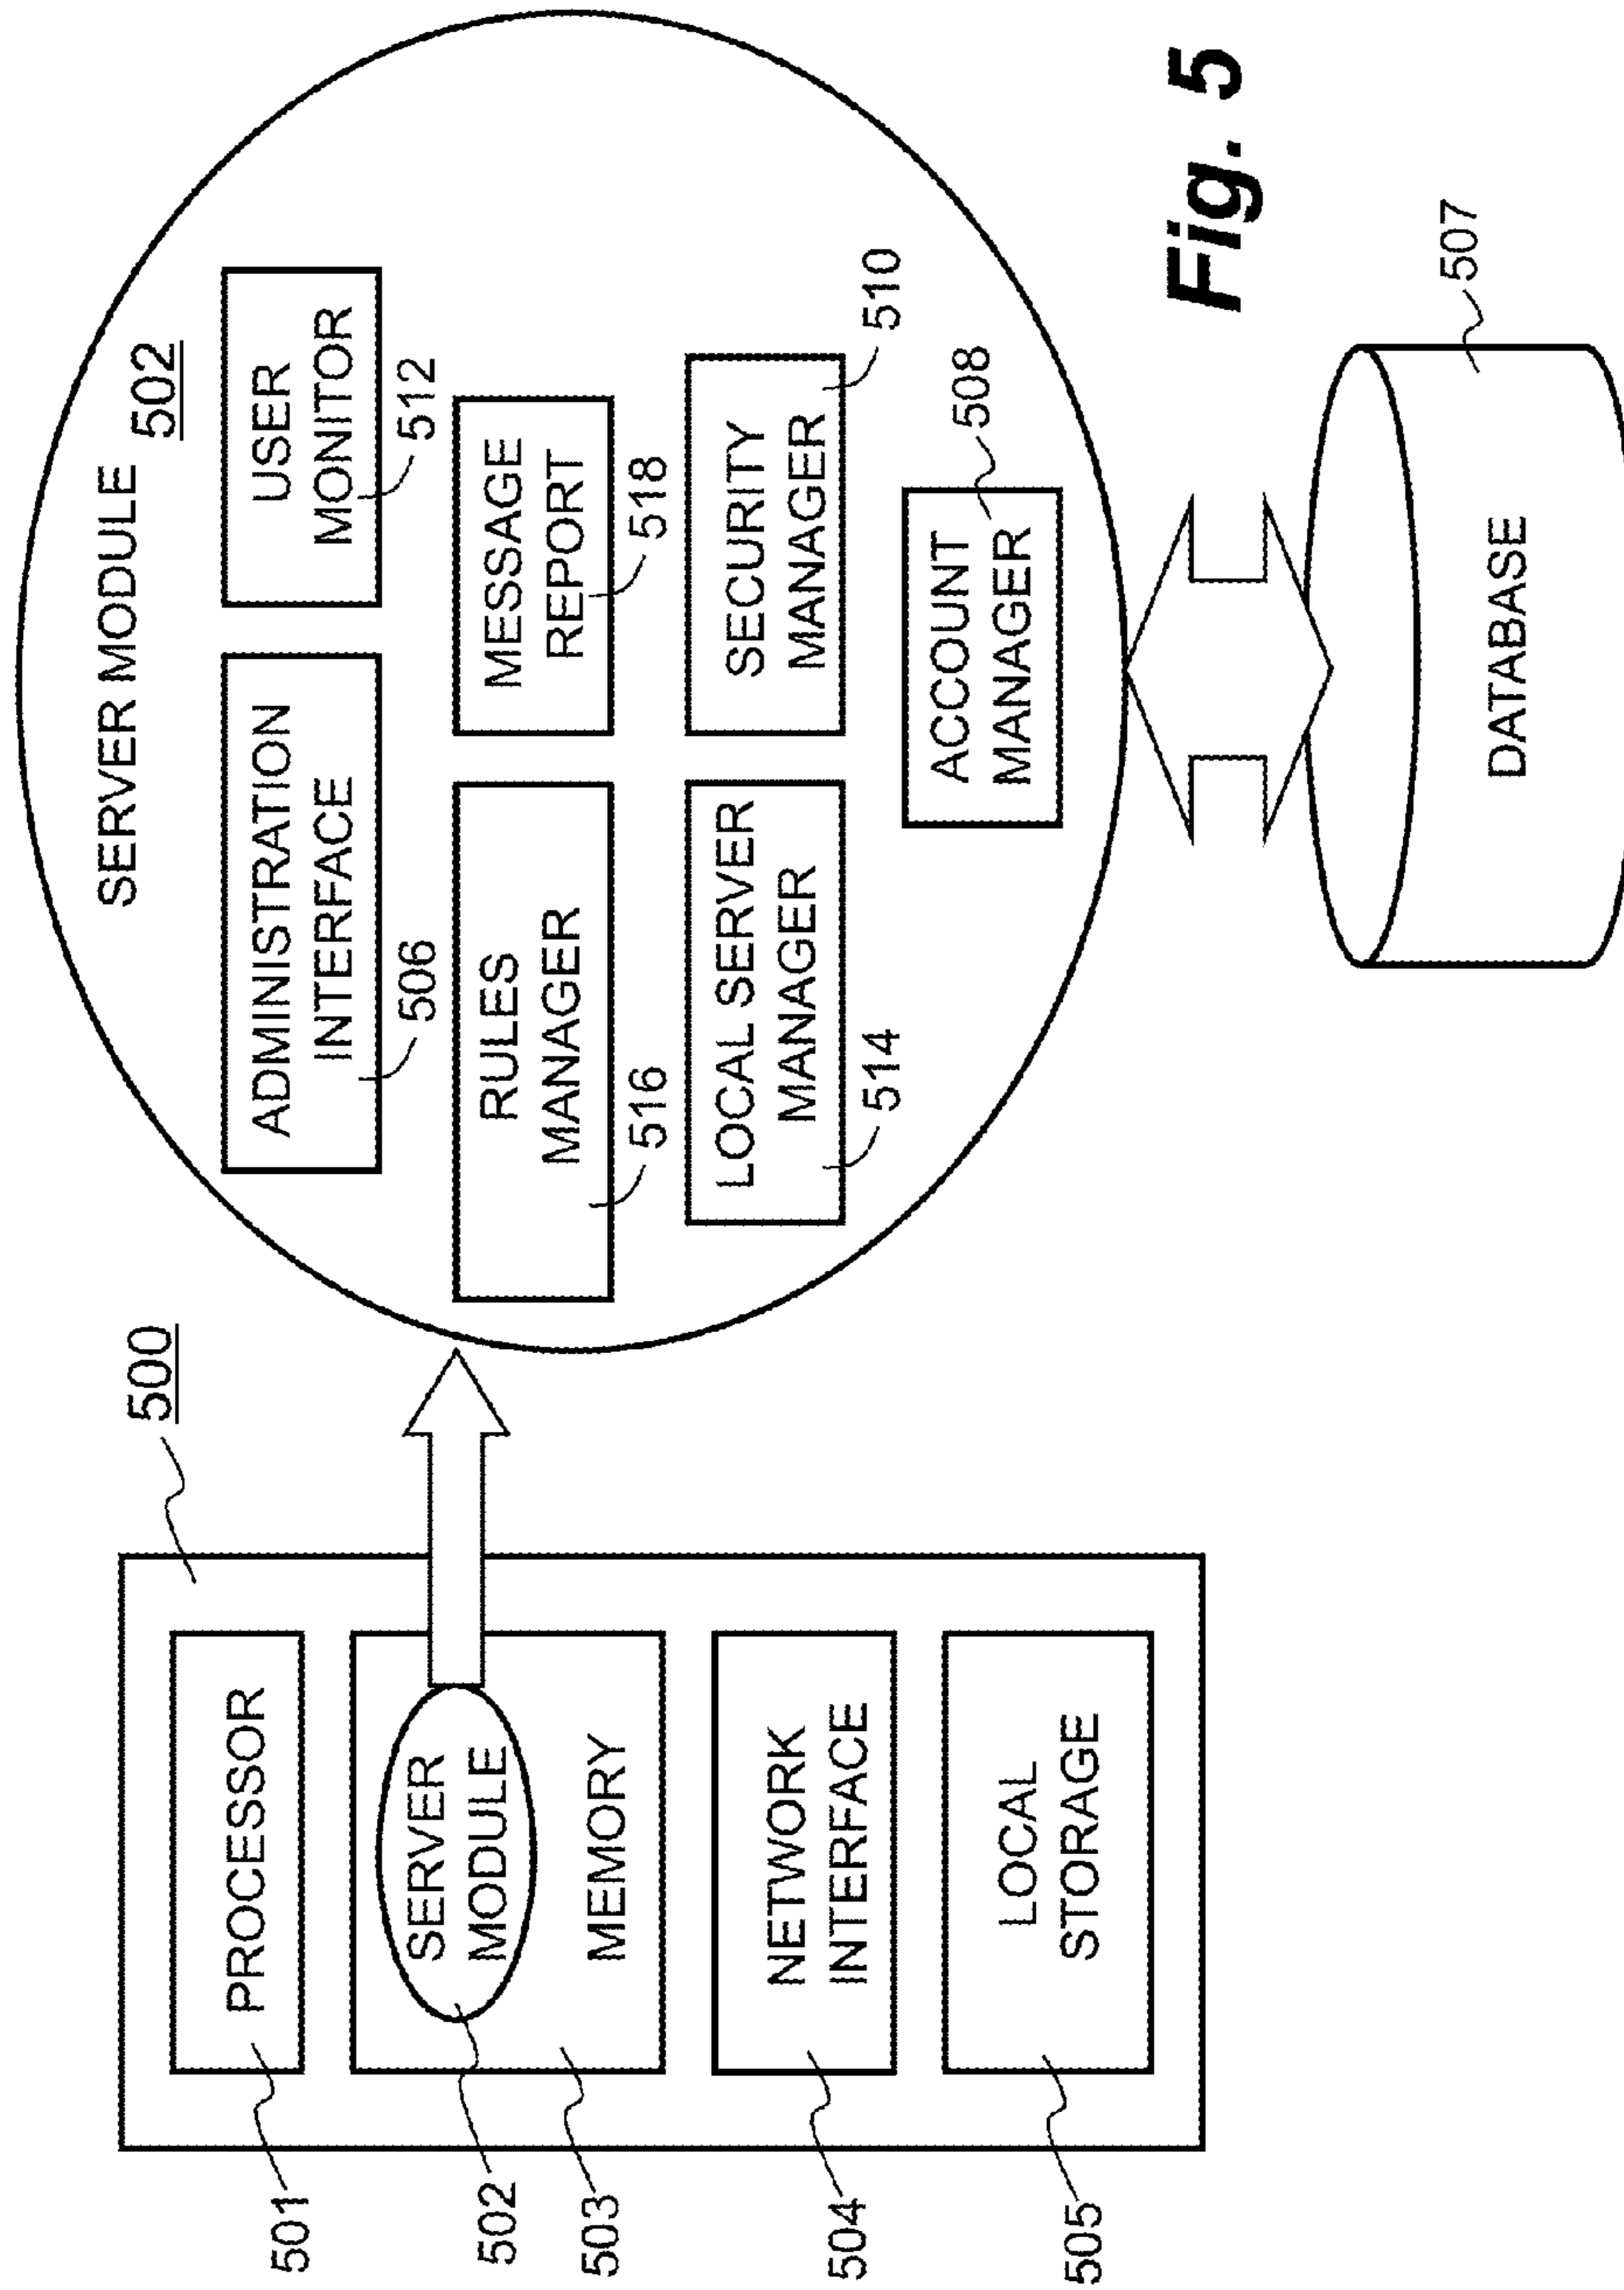 500
PROCESSOR
501
SERVER
MODULE
502
MEMORY
503
NETWORK
INTERFACE
504
LOCAL
STORAGE
505
SERVER MODULE
502
ADMINISTRATION
INTERFACE
506
USER
MONITOR
512
RULES
MANAGER
516
MESSAGE
REPORT
518
LOCAL SERVER
MANAGER
514
SECURITY
MANAGER
510
ACCOUNT
MANAGER
508
DATABASE
507
Fig. 5